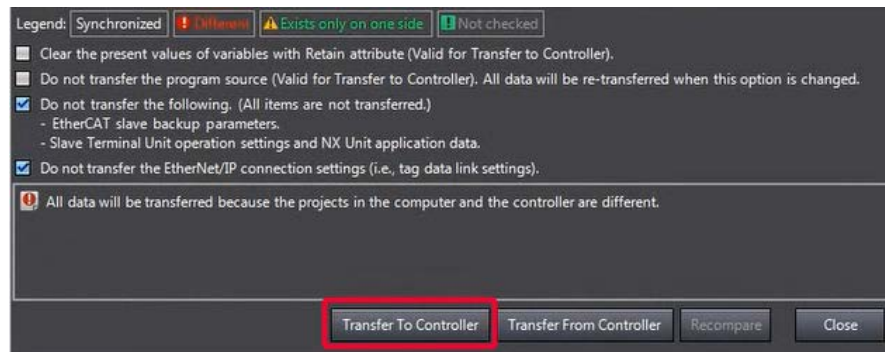 Legend: Synchronized Different Exists only on one side Not checked
Clear the present values of variables with Retain attribute (Valid for Transfer to Controller).
Do not transfer the program source (Valid for Transfer to Controller). All data will be re-transferred when this option is changed.
Do not transfer the following. (All items are not transferred.)
- EtherCAT slave backup parameters.
- Slave Terminal Unit operation settings and NX Unit application data.
Do not transfer the EtherNet/IP connection settings (i.e., tag data link settings).
All data will be transferred because the projects in the computer and the controller are different.
Transfer To Controller Transfer From Controller Recompare Close